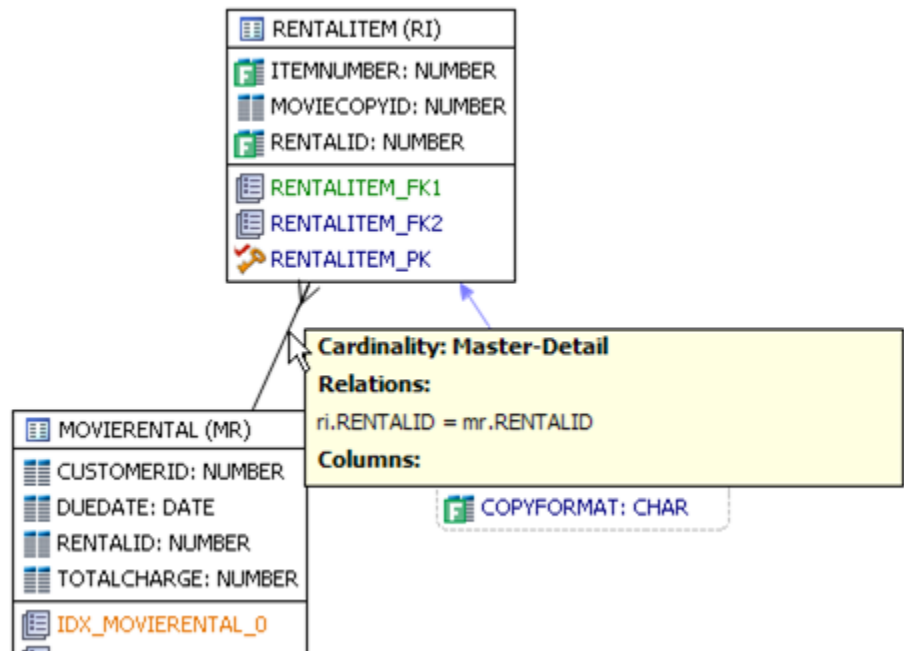 RENTALITEM (RI)
ITEMNUMBER: NUMBER
MOVIECOPYID: NUMBER
RENTALID: NUMBER
RENTALITEM_FK1
RENTALITEM_FK2
RENTALITEM_PK
Cardinality: Master-Detail
Relations:
ri.RENTALID = mr.RENTALID
Columns:
MOVIERENTAL (MR)
CUSTOMERID: NUMBER
DUEDATE: DATE
RENTALID: NUMBER
TOTALCHARGE: NUMBER
IDX_MOVIERENTAL_0
COPYFORMAT: CHAR